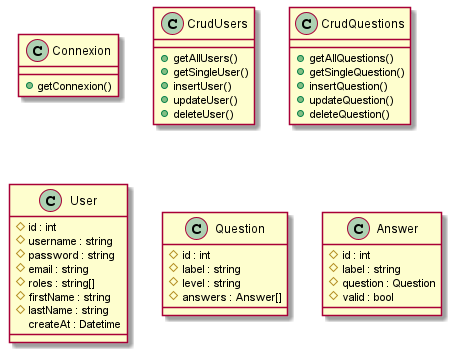 C Connexion
getConnexion()
C CrudUsers
getAllUsers()
getSingleUser()
insertUser()
updateUser()
deleteUser()
C CrudQuestions
getAllQuestions()
getSingleQuestion()
insertQuestion()
updateQuestion()
deleteQuestion()
C User
id : int
username : string
password : string
email : string
roles : string[]
firstName : string
lastName : string
createAt : Datetime
C Question
id : int
label : string
level : string
answers : Answer[]
C Answer
id : int
label : string
question : Question
valid : bool